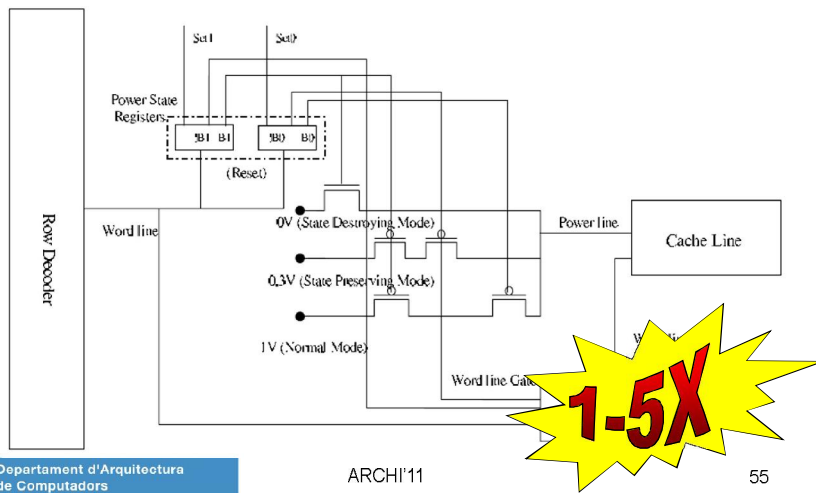 Set1
Set0
Power State
Registers
!B1 B1
!B0 B0
(Reset)
Row Decoder
Word line
0V (State Destroying Mode)
Power line
Cache Line
0.3V (State Preserving Mode)
1V (Normal Mode)
Word line Gate
1-5X
Departament d'Arquitectura
de Computadors
ARCHI'11
55